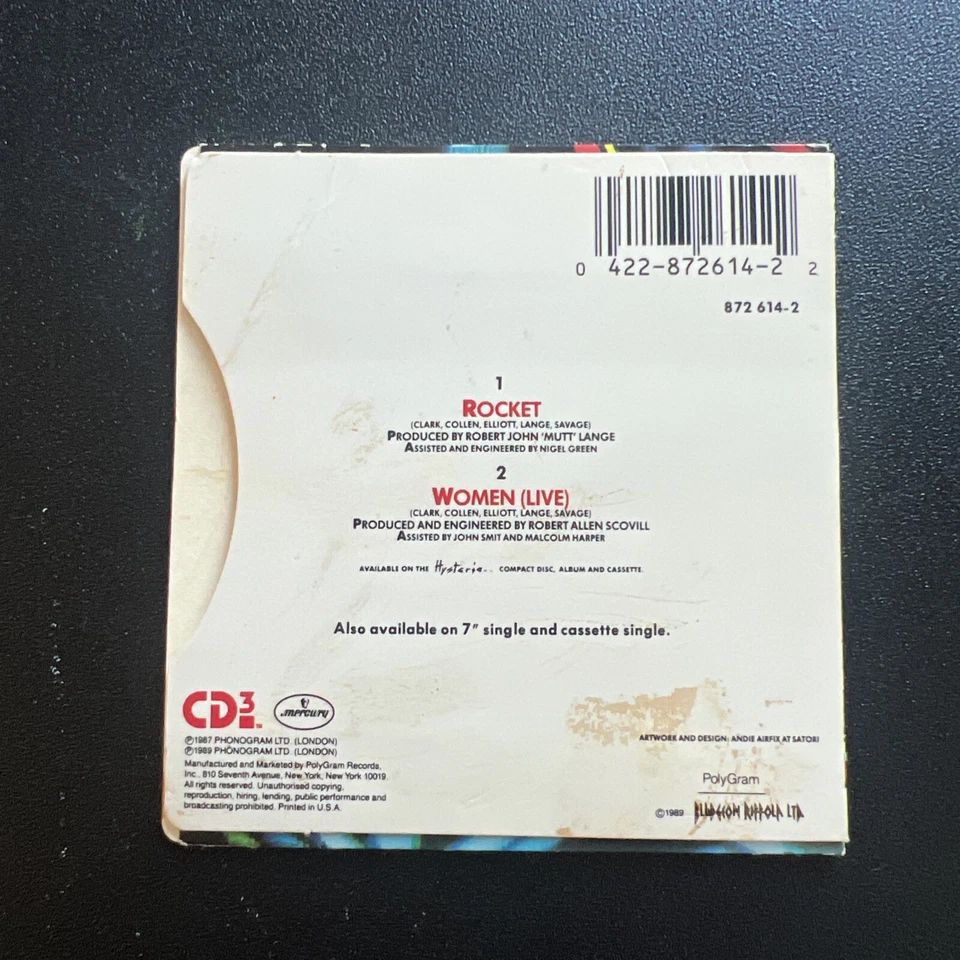 0 422-872614-2 2
872 614-2
1
ROCKET
(CLARK, COLLEN, ELLIOTT, LANGE, SAVAGE)
PRODUCED BY ROBERT JOHN 'MUTT' LANGE
ASSISTED AND ENGINEERED BY NIGEL GREEN
2
WOMEN (LIVE)
(CLARK, COLLEN, ELLIOTT, LANGE, SAVAGE)
PRODUCED AND ENGINEERED BY ROBERT ALLEN SCOVILL
ASSISTED BY JOHN SMIT AND MALCOLM HARPER
AVAILABLE ON THE Hysteria.. COMPACT DISC, ALBUM AND CASSETTE.
Also available on 7" single and cassette single.
CD3™
mercury
℗1987 PHONOGRAM LTD. (LONDON)
℗1989 PHONOGRAM LTD. (LONDON)
Manufactured and Marketed by PolyGram Records,
Inc., 810 Seventh Avenue, New York, New York 10019.
All rights reserved. Unauthorised copying,
reproduction, hiring, lending, public performance and
broadcasting prohibited. Printed in U.S.A.
ARTWORK AND DESIGN: ANDIE AIRFIX AT SATORI
PolyGram
©1989 BLUDGEON RIFFOLA LTD.